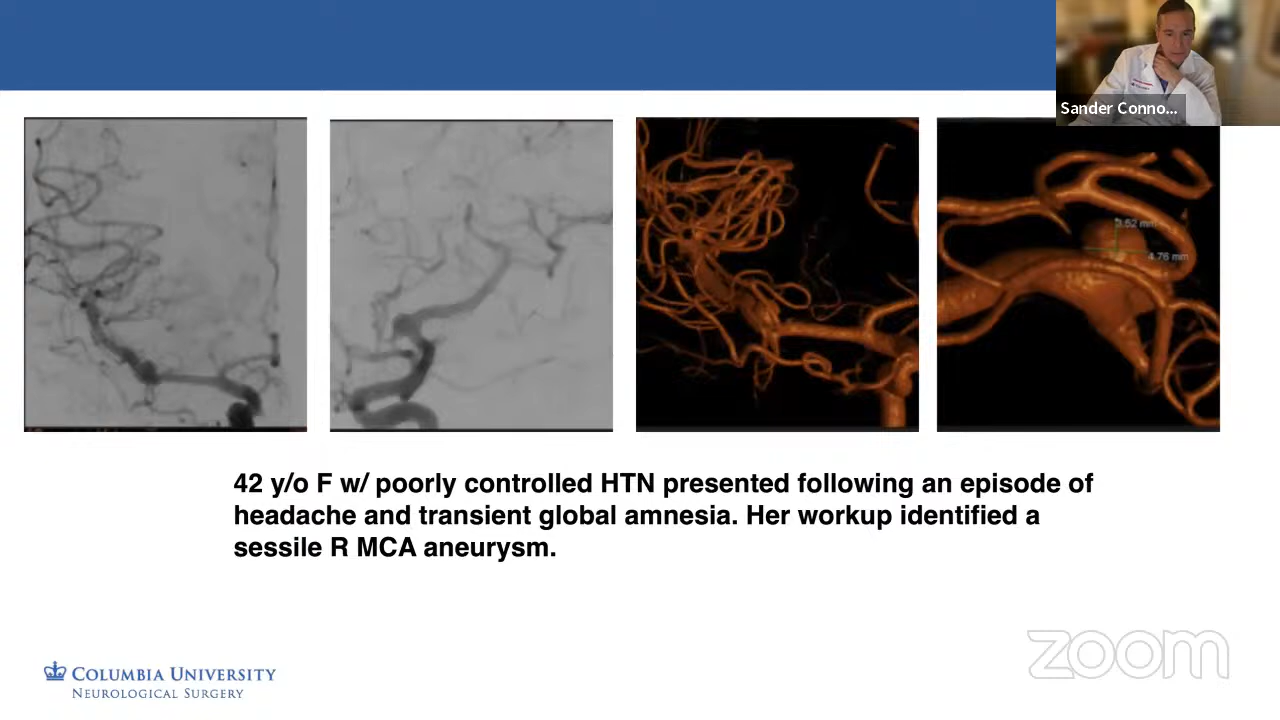 Sander Conno...
3.52 mm
4.76 mm
42 y/o F w/ poorly controlled HTN presented following an episode of
headache and transient global amnesia. Her workup identified a
sessile R MCA aneurysm.
COLUMBIA UNIVERSITY
NEUROLOGICAL SURGERY
zoom